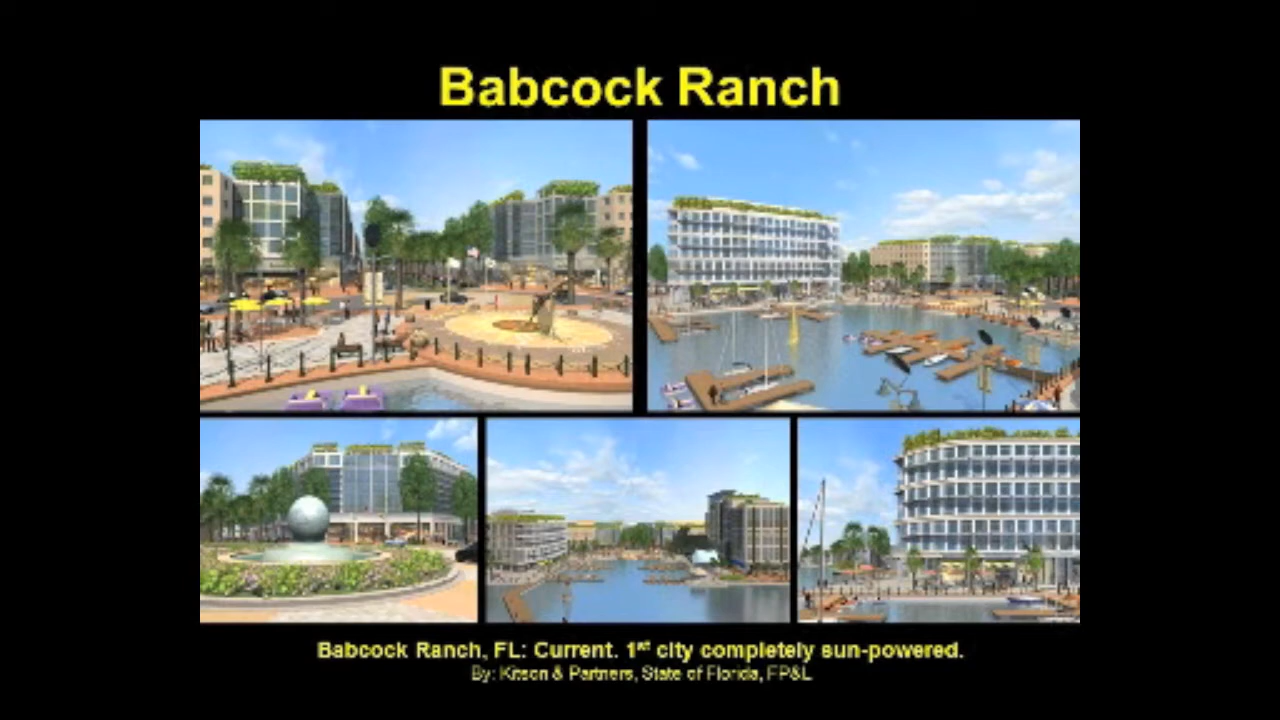 Babcock Ranch
Babcock Ranch, FL: Current. 1st city completely sun-powered.
By: Kitson & Partners, State of Florida, FP&L